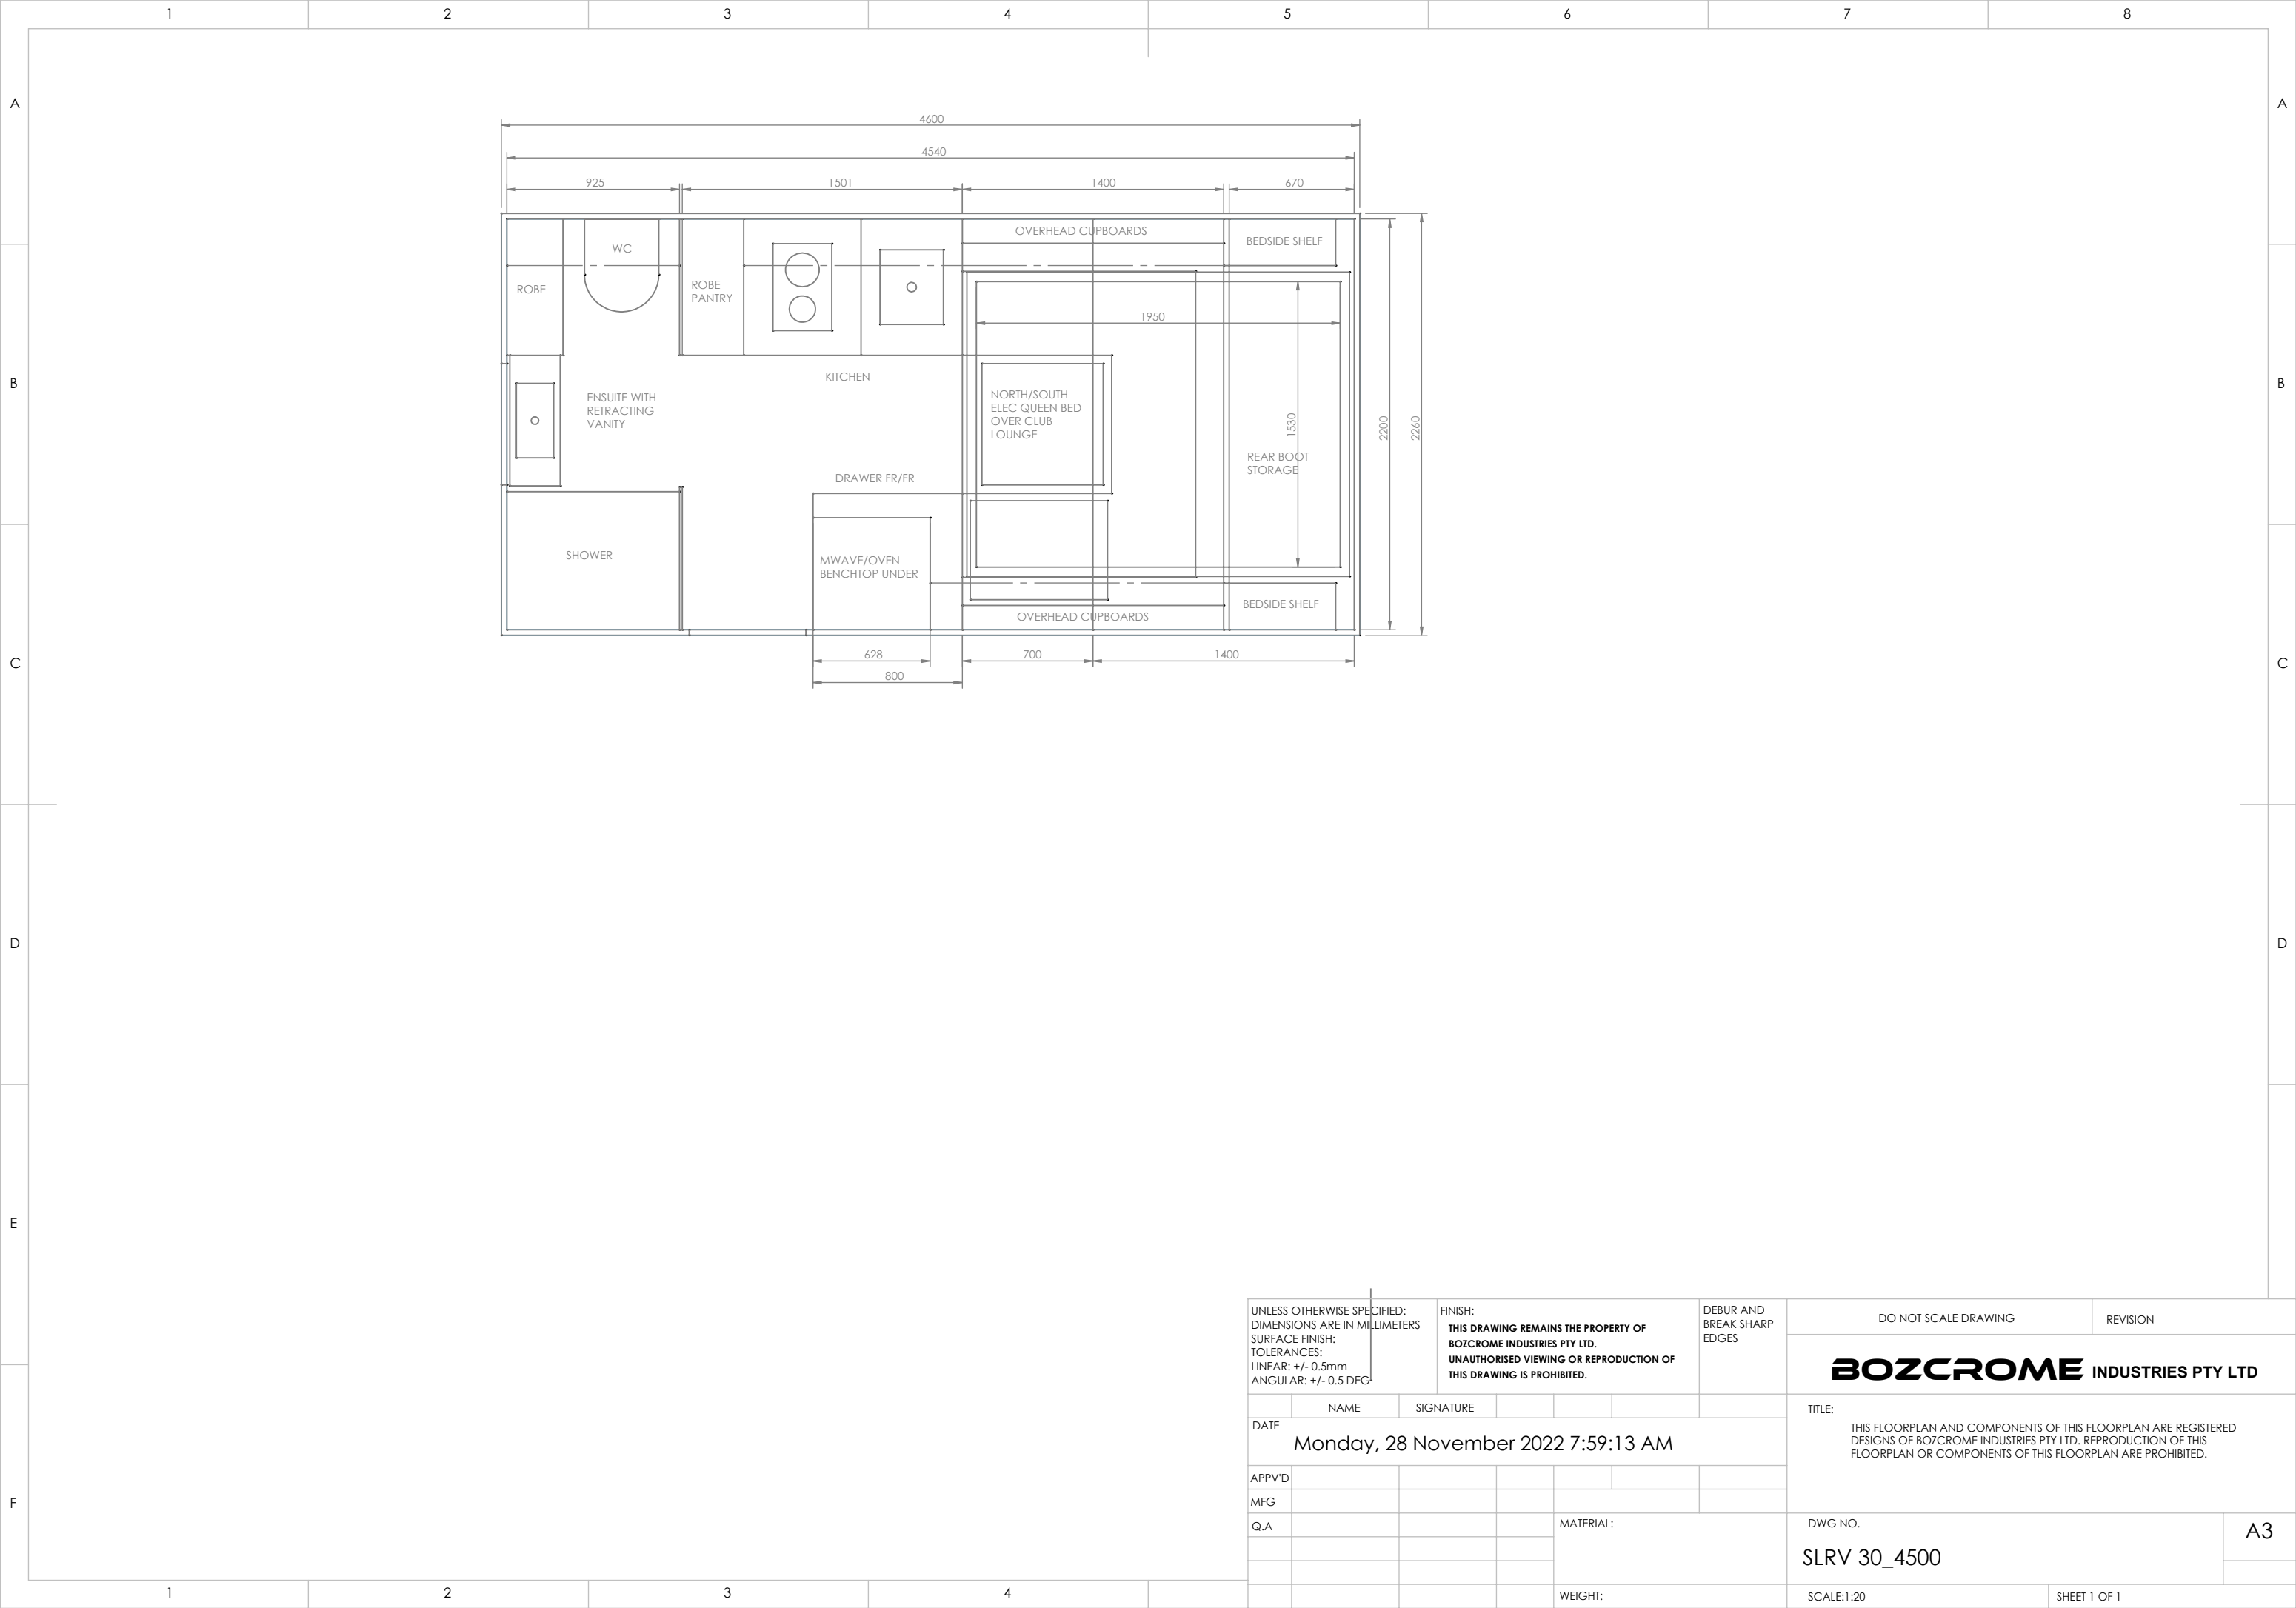 1 2 3 4 5 6 7 8
A A
4600
4540
925 1501 1400 670
OVERHEAD CUPBOARDS
BEDSIDE SHELF
WC
B B
ROBE
ROBE
PANTRY
1950
KITCHEN
ENSUITE WITH
RETRACTING
VANITY
NORTH/SOUTH
ELEC QUEEN BED
OVER CLUB
LOUNGE
1530
2200
2260
REAR BOOT
STORAGE
DRAWER FR/FR
SHOWER
MWAVE/OVEN
BENCHTOP UNDER
BEDSIDE SHELF
OVERHEAD CUPBOARDS
C C
628 700 1400
800
D D
E
F
UNLESS OTHERWISE SPECIFIED:
DIMENSIONS ARE IN MILLIMETERS
SURFACE FINISH:
TOLERANCES:
LINEAR: +/- 0.5mm
ANGULAR: +/- 0.5 DEG
FINISH:
THIS DRAWING REMAINS THE PROPERTY OF
BOZCROME INDUSTRIES PTY LTD.
UNAUTHORISED VIEWING OR REPRODUCTION OF
THIS DRAWING IS PROHIBITED.
DEBUR AND
BREAK SHARP
EDGES
DO NOT SCALE DRAWING
REVISION
BOZCROME INDUSTRIES PTY LTD
NAME SIGNATURE
DATE
Monday, 28 November 2022 7:59:13 AM
APPV'D
MFG
Q.A
TITLE:
THIS FLOORPLAN AND COMPONENTS OF THIS FLOORPLAN ARE REGISTERED
DESIGNS OF BOZCROME INDUSTRIES PTY LTD. REPRODUCTION OF THIS
FLOORPLAN OR COMPONENTS OF THIS FLOORPLAN ARE PROHIBITED.
MATERIAL:
DWG NO.
SLRV 30_4500
A3
WEIGHT:
SCALE:1:20
SHEET 1 OF 1
1 2 3 4